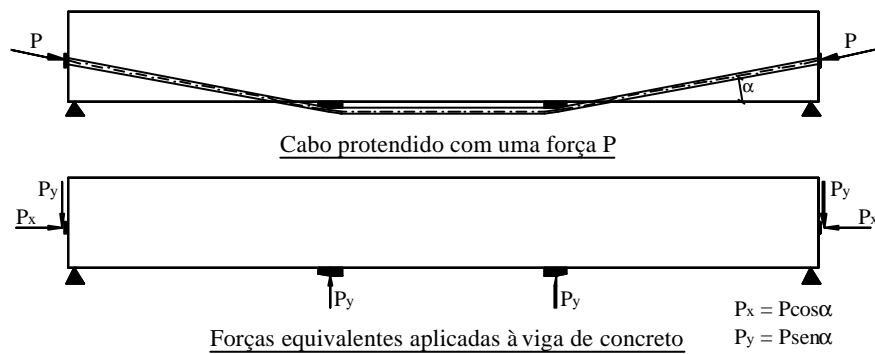 P
P
α
Cabo protendido com uma força P
Py
Py
Px
Px
Py
Py
Px = Pcosα
Py = Psenα
Forças equivalentes aplicadas à viga de concreto